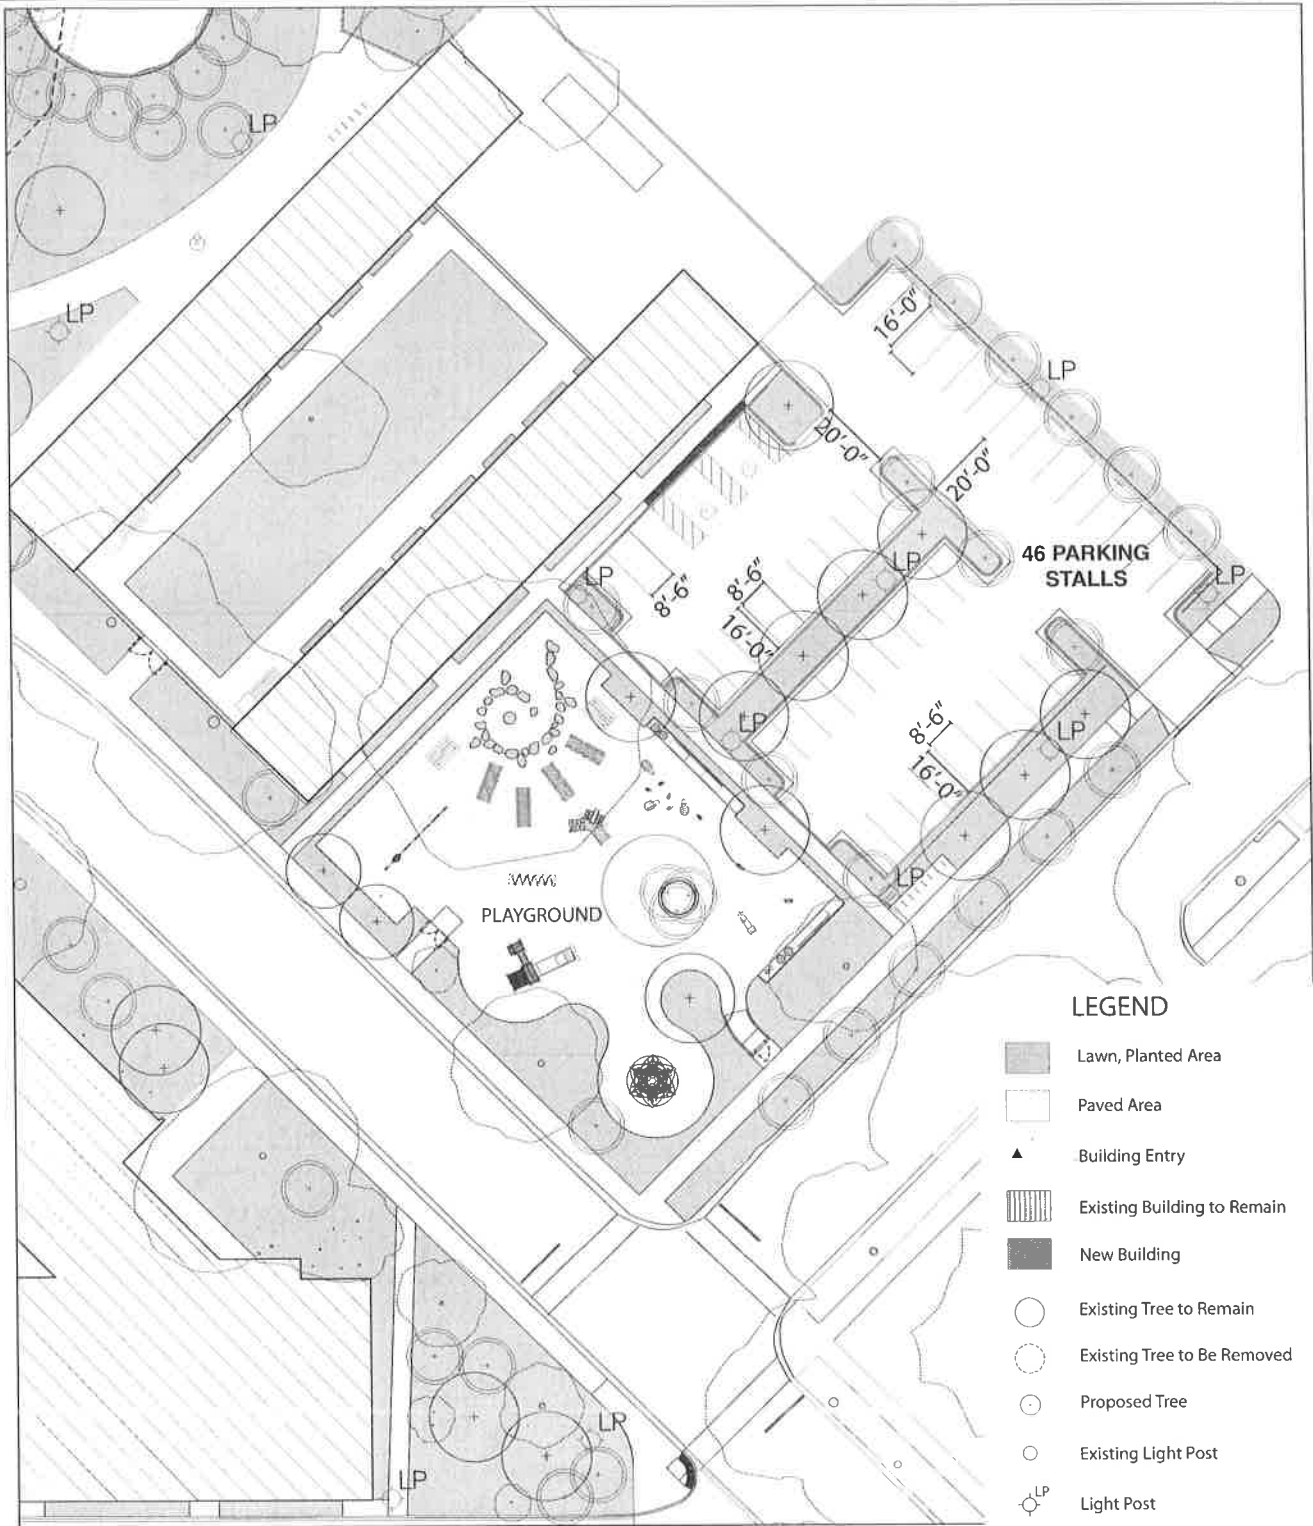 LP
LP
16'-0"
LP
20'-0"
20'-0"
46 PARKING
STALLS
LP
LP
LP
8'-6"
8'-6"
16'-0"
LP
8'-6"
LP
16'-0"
LP
PLAYGROUND
LEGEND
Lawn, Planted Area
Paved Area
Building Entry
Existing Building to Remain
New Building
Existing Tree to Remain
Existing Tree to Be Removed
Proposed Tree
Existing Light Post
LP
Light Post
LP
LP